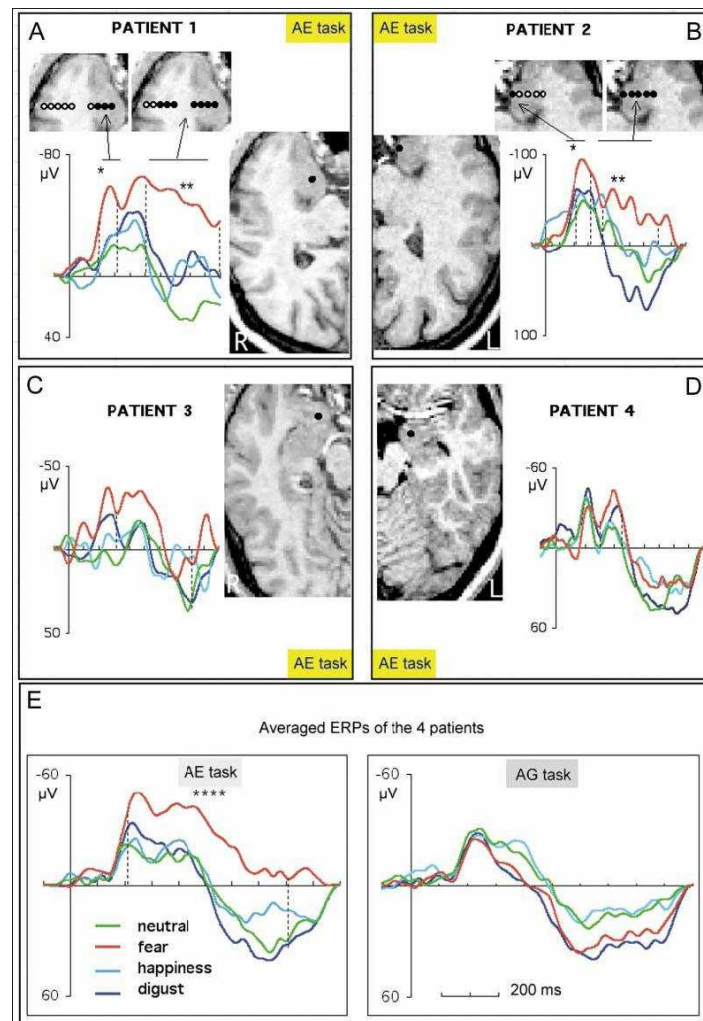 A
PATIENT 1
AE task
-80
µV
*
**
40
R
AE task
PATIENT 2
B
-100
µV
*
**
100
L
C
PATIENT 3
-50
µV
50
R
AE task
D
PATIENT 4
-60
µV
60
L
AE task
E
Averaged ERPs of the 4 patients
AE task
-60
µV
****
neutral
fear
happiness
digust
60
AG task
-60
µV
60
200 ms